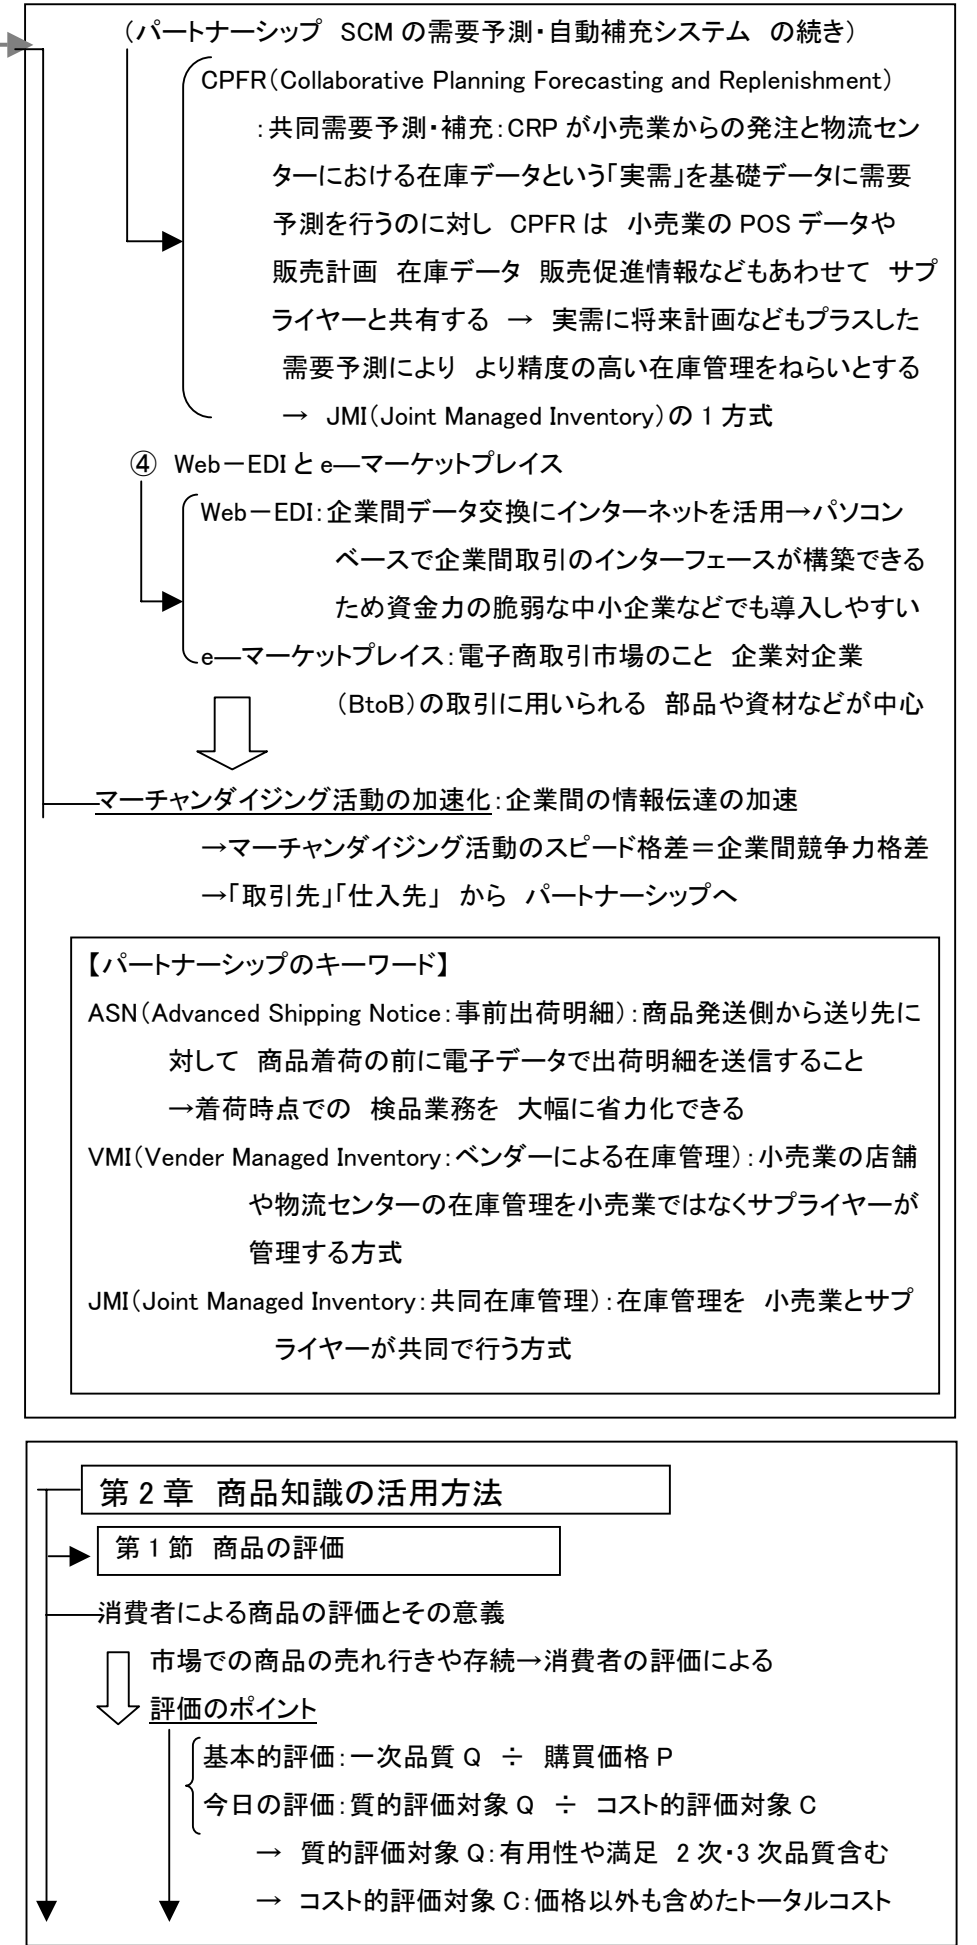 (パートナーシップ SCMの需要予測・自動補充システム の続き)
CPFR(Collaborative Planning Forecasting and Replenishment)
:共同需要予測・補充:CRPが小売業からの発注と物流セン
ターにおける在庫データという「実需」を基礎データに需要
予測を行うのに対し CPFRは 小売業のPOSデータや
販売計画 在庫データ 販売促進情報などもあわせて サプ
ライヤーと共有する → 実需に将来計画などもプラスした
需要予測により より精度の高い在庫管理をねらいとする
→ JMI(Joint Managed Inventory)の1方式
④ Web-EDIとe―マーケットプレイス
Web-EDI:企業間データ交換にインターネットを活用→パソコン
ベースで企業間取引のインターフェースが構築できる
ため資金力の脆弱な中小企業などでも導入しやすい
e―マーケットプレイス:電子商取引市場のこと 企業対企業
(BtoB)の取引に用いられる 部品や資材などが中心
マーチャンダイジング活動の加速化:企業間の情報伝達の加速
→マーチャンダイジング活動のスピード格差=企業間競争力格差
→「取引先」「仕入先」 から パートナーシップへ
【パートナーシップのキーワード】
ASN(Advanced Shipping Notice:事前出荷明細):商品発送側から送り先に
対して 商品着荷の前に電子データで出荷明細を送信すること
→着荷時点での 検品業務を 大幅に省力化できる
VMI(Vender Managed Inventory:ベンダーによる在庫管理):小売業の店舗
や物流センターの在庫管理を小売業ではなくサプライヤーが
管理する方式
JMI(Joint Managed Inventory:共同在庫管理):在庫管理を 小売業とサプ
ライヤーが共同で行う方式
第2章 商品知識の活用方法
第1節 商品の評価
消費者による商品の評価とその意義
市場での商品の売れ行きや存続→消費者の評価による
評価のポイント
基本的評価:一次品質Q ÷ 購買価格P
今日の評価:質的評価対象Q ÷ コスト的評価対象C
→ 質的評価対象Q:有用性や満足 2次・3次品質含む
→ コスト的評価対象C:価格以外も含めたトータルコスト